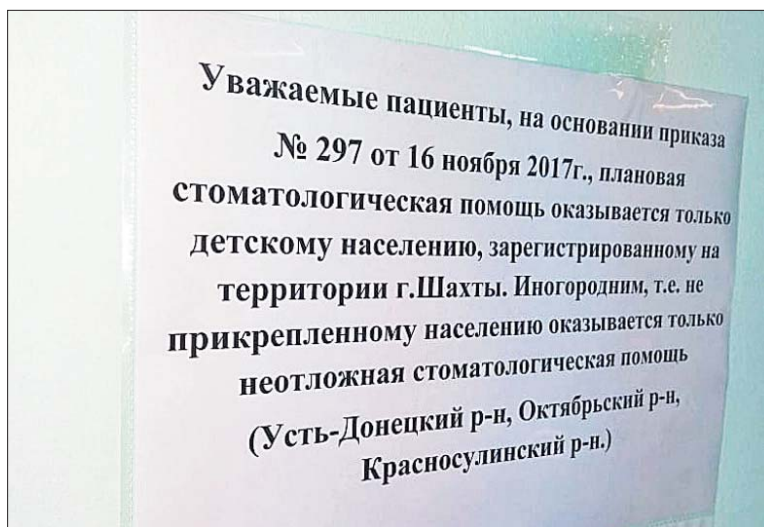 Уважаемые пациенты, на основании приказа
№ 297 от 16 ноября 2017г., плановая
стоматологическая помощь оказывается только
детскому населению, зарегистрированному на
территории г.Шахты. Иногородним, т.е. не
прикрепленному населению оказывается только
неотложная стоматологическая помощь
(Усть-Донецкий р-н, Октябрьский р-н,
Красносулинский р-н.)